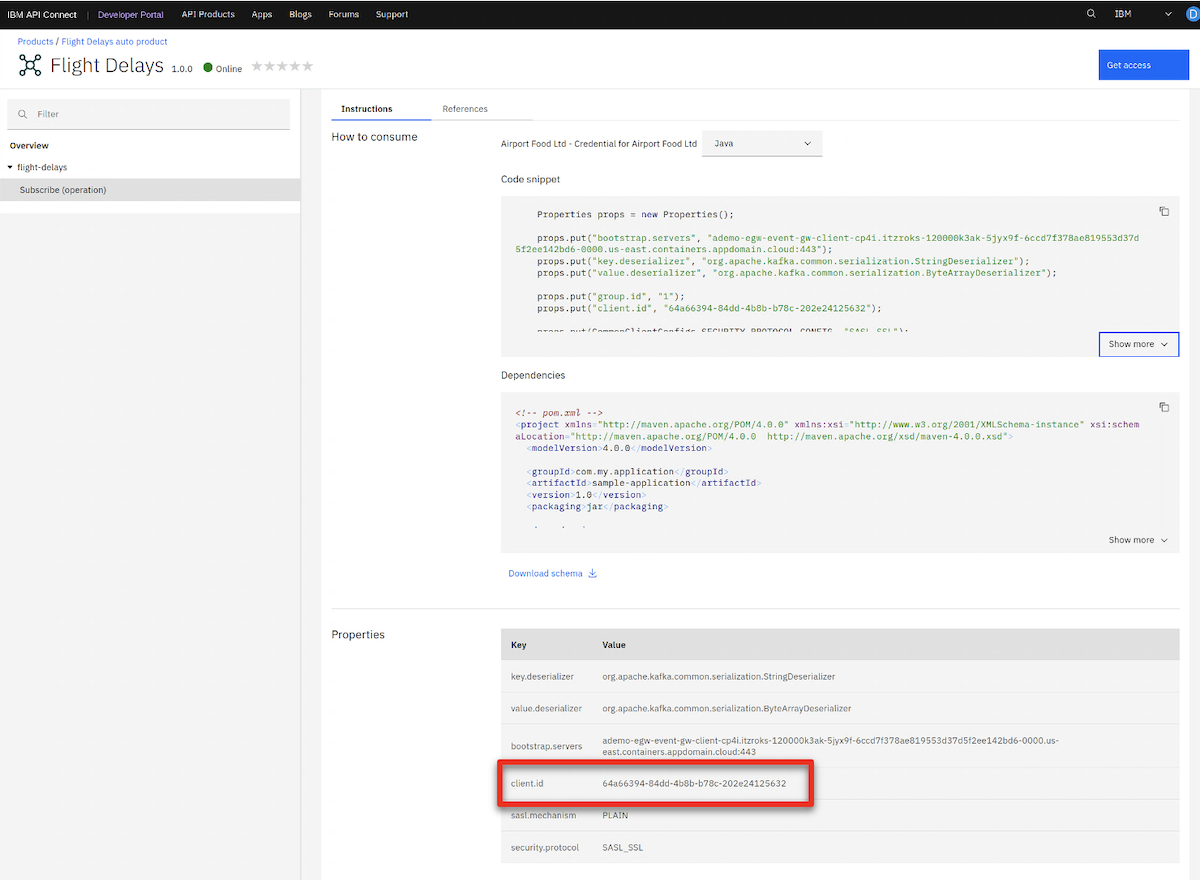 IBM API Connect | Developer Portal API Products Apps Blogs Forums Support IBM D
Products / Flight Delays auto product
Flight Delays 1.0.0 Online
Get access
Filter
Overview
flight-delays
Subscribe (operation)
Instructions References
How to consume
Airport Food Ltd - Credential for Airport Food Ltd Java
Code snippet
Properties props = new Properties();
props.put("bootstrap.servers", "ademo-egw-event-gw-client-cp4i.itzroks-120000k3ak-5jyx9f-6ccd7f378ae819553d37d
5f2ee142bd6-0000.us-east.containers.appdomain.cloud:443");
props.put("key.deserializer", "org.apache.kafka.common.serialization.StringDeserializer");
props.put("value.deserializer", "org.apache.kafka.common.serialization.ByteArrayDeserializer");
props.put("group.id", "1");
props.put("client.id", "64a66394-84dd-4b8b-b78c-202e24125632");
props.put(CommonClientConfigs.SECURITY_PROTOCOL_CONFIG, "SASL_SSL");
Show more
Dependencies
<!-- pom.xml -->
<project xmlns="http://maven.apache.org/POM/4.0.0" xmlns:xsi="http://www.w3.org/2001/XMLSchema-instance" xsi:schem
aLocation="http://maven.apache.org/POM/4.0.0 http://maven.apache.org/xsd/maven-4.0.0.xsd">
<modelVersion>4.0.0</modelVersion>
<groupId>com.my.application</groupId>
<artifactId>sample-application</artifactId>
<version>1.0</version>
<packaging>jar</packaging>
Show more
Download schema
Properties
Key Value
key.deserializer org.apache.kafka.common.serialization.StringDeserializer
value.deserializer org.apache.kafka.common.serialization.ByteArrayDeserializer
bootstrap.servers ademo-egw-event-gw-client-cp4i.itzroks-120000k3ak-5jyx9f-6ccd7f378ae819553d37d5f2ee142bd6-0000.us-
east.containers.appdomain.cloud:443
client.id 64a66394-84dd-4b8b-b78c-202e24125632
sasl.mechanism PLAIN
security.protocol SASL_SSL